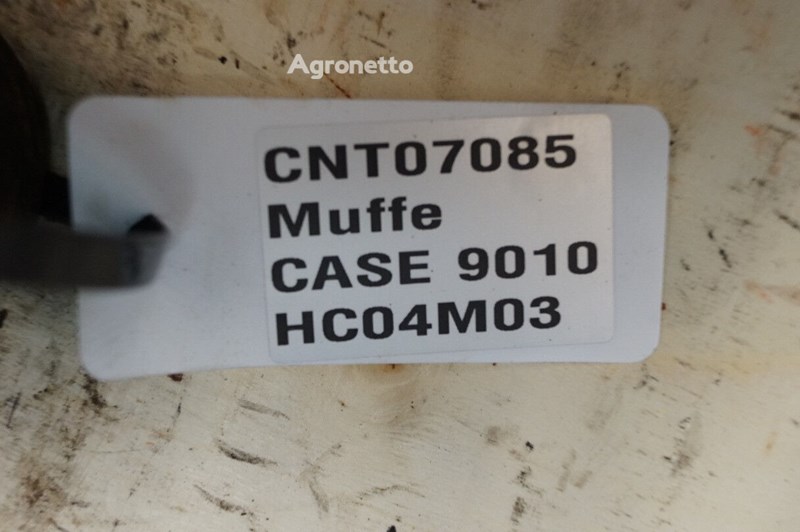 Agronetto
CNT07085
Muffe
CASE 9010
HC04M03